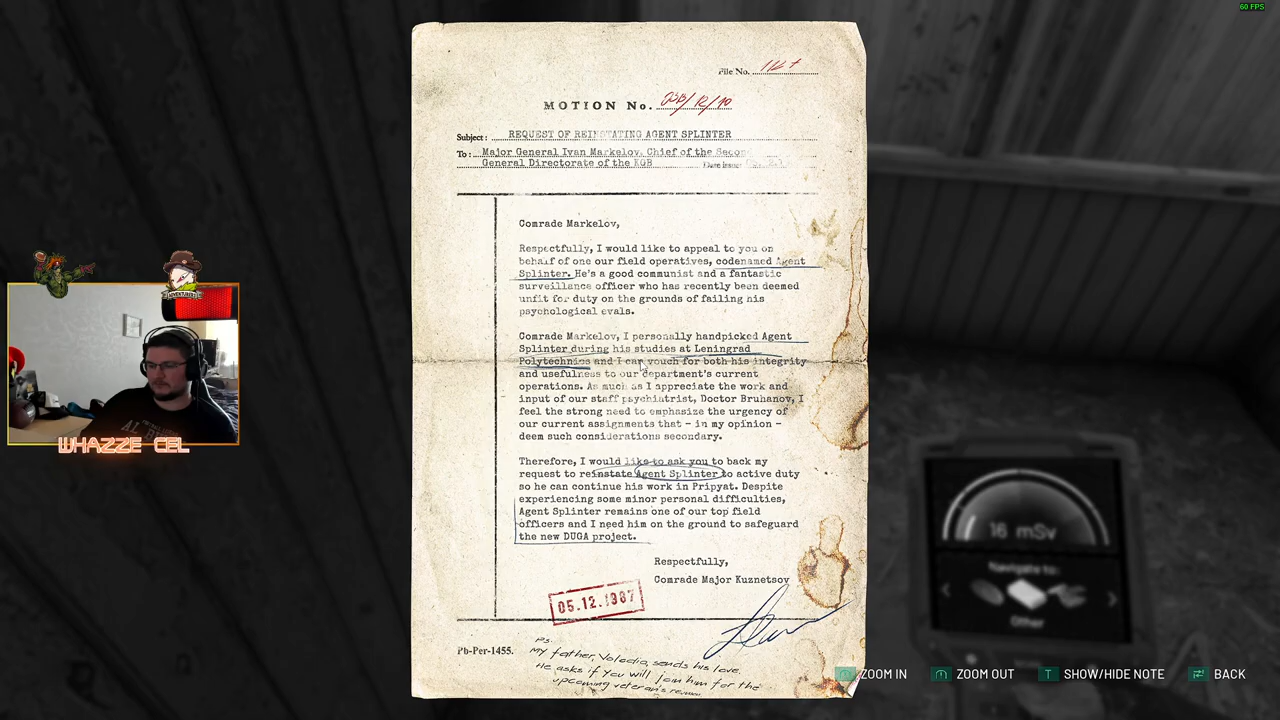 60 FPS
File No.
MOTION No.
Subject : REQUEST OF REINSTATING AGENT SPLINTER
To : Major General Ivan Markelov, Chief of the Second
General Directorate of the KGB Date issue:
Comrade Markelov,
Respectfully, I would like to appeal to you on
behalf of one our field operatives, codenamed Agent
Splinter. He's a good communist and a fantastic
surveillance officer who has recently been deemed
unfit for duty on the grounds of failing his
psychological evals.
Comrade Markelov, I personally handpicked Agent
Splinter during his studies at Leningrad
Polytechnics and I can vouch for both his integrity
and usefulness to our department's current
operations. As much as I appreciate the work and
input of our staff psychiatrist, Doctor Bruhanov, I
feel the strong need to emphasize the urgency of
our current assignments that - in my opinion -
deem such considerations secondary.
Therefore, I would like to ask you to back my
request to reinstate Agent Splinter to active duty
so he can continue his work in Pripyat. Despite
experiencing some minor personal difficulties,
Agent Splinter remains one of our top field
officers and I need him on the ground to safeguard
the new DUGA project.
Respectfully,
Comrade Major Kuznetsov
05.12.1987
Pb-Per-1455.
Ps.
My father, Volodia, sends his love.
He asks if you will join him for the
upcoming veteran's
WHAZZE CEL
16 mSv
Navigate to:
Other
ZOOM IN
ZOOM OUT
T SHOW/HIDE NOTE
BACK